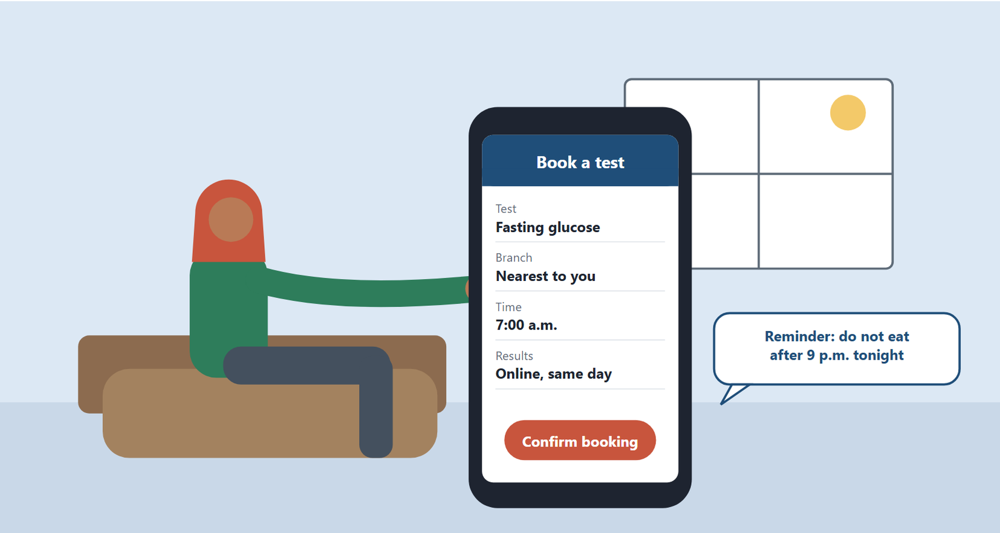 Book a test
Test
Fasting glucose
Branch
Nearest to you
Time
7:00 a.m.
Results
Online, same day
Confirm booking
Reminder: do not eat
after 9 p.m. tonight